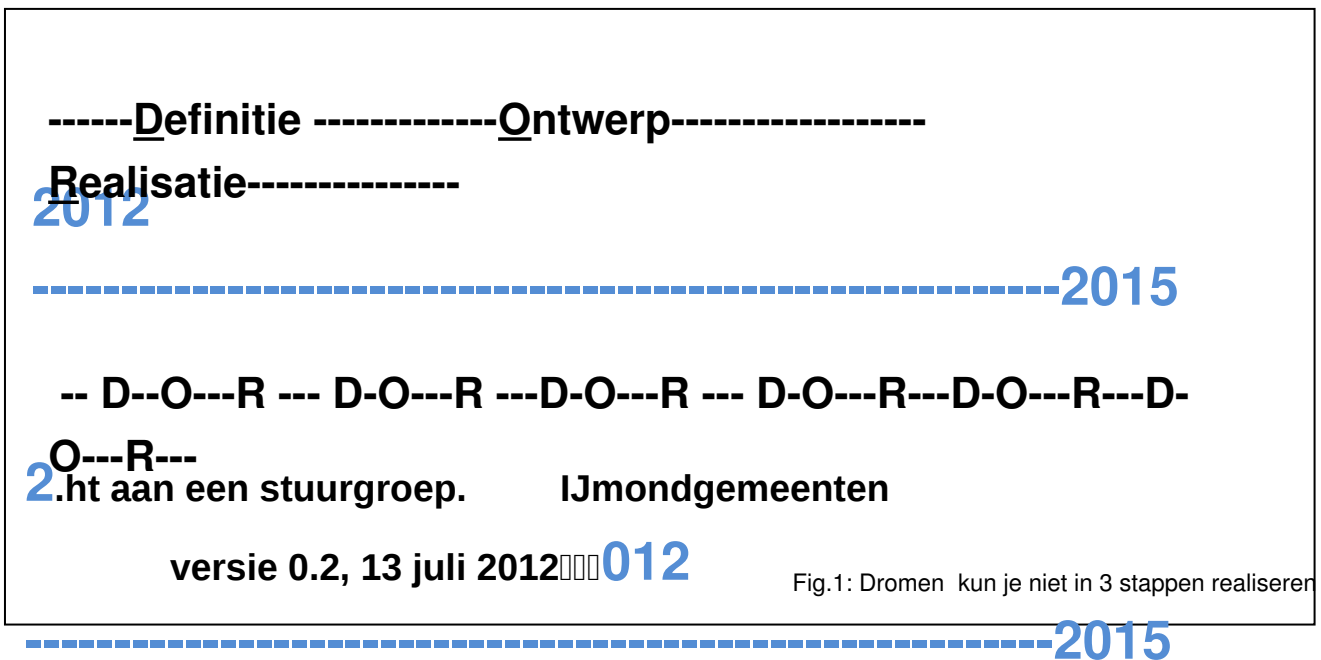 ------Definitie -------------Ontwerp------------------
Realisatie---------------
2012
----------------------------------------------------------2015
-- D--O---R --- D-O---R ---D-O---R --- D-O---R---D-O---R---D-
O---R---
2.ht aan een stuurgroep. IJmondgemeenten
versie 0.2, 13 juli 2012▯▯▯012
Fig.1: Dromen kun je niet in 3 stappen realiseren
----------------------------------------------------------2015